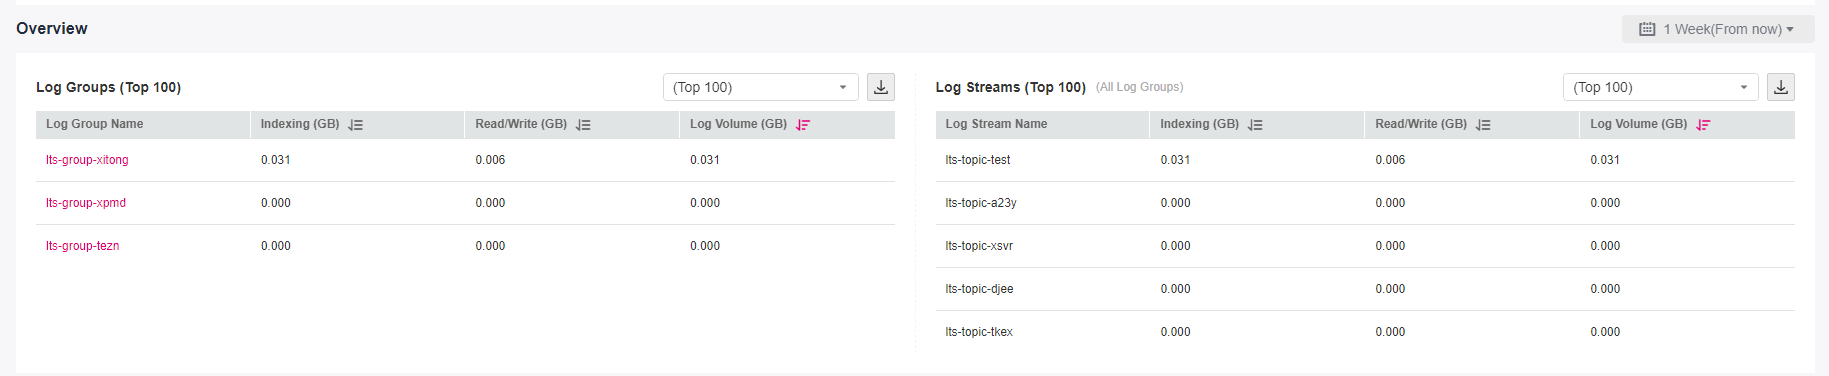 Overview
1 Week(From now)
Log Groups (Top 100)
(Top 100)
Log Group Name Indexing (GB) Read/Write (GB) Log Volume (GB)
lts-group-xitong 0.031 0.006 0.031
lts-group-xpmd 0.000 0.000 0.000
lts-group-tezn 0.000 0.000 0.000
Log Streams (Top 100) (All Log Groups)
(Top 100)
Log Stream Name Indexing (GB) Read/Write (GB) Log Volume (GB)
lts-topic-test 0.031 0.006 0.031
lts-topic-a23y 0.000 0.000 0.000
lts-topic-xsvr 0.000 0.000 0.000
lts-topic-djee 0.000 0.000 0.000
lts-topic-tkex 0.000 0.000 0.000